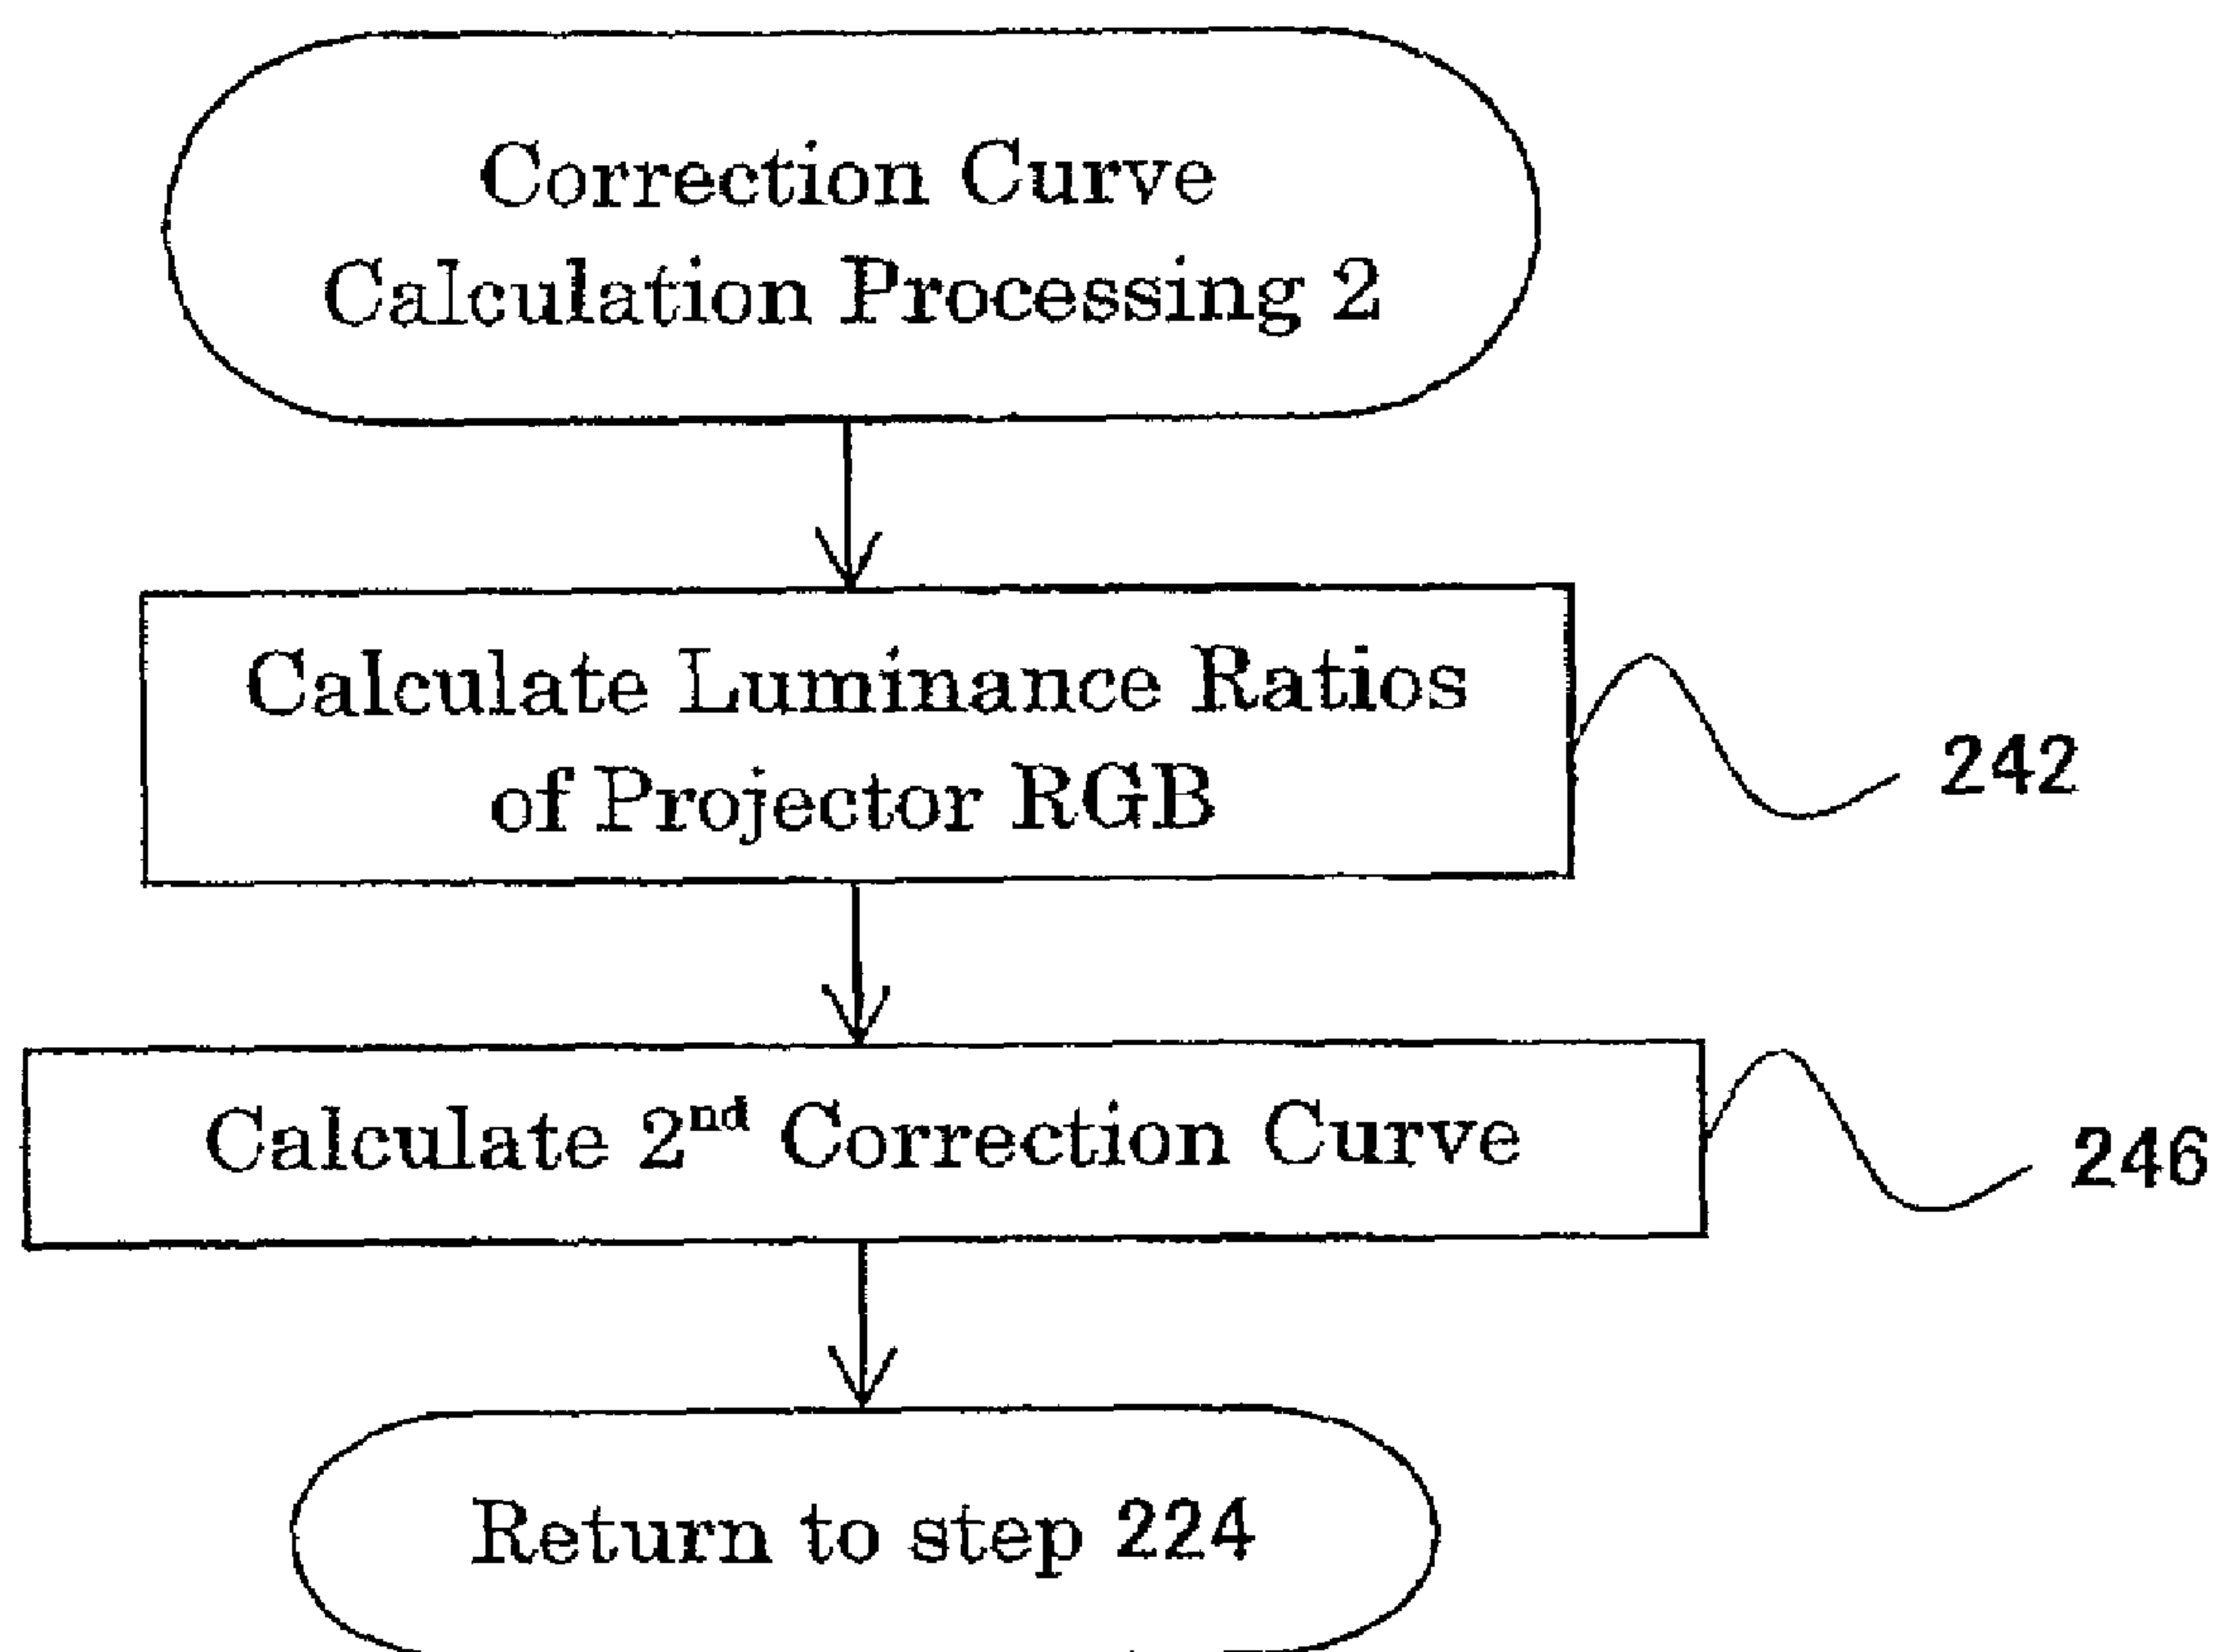 Correction Curve
Calculation Processing 2
Calculate Luminance Ratios
of Projector RGB
242
Calculate 2nd Correction Curve
246
Return to step 224